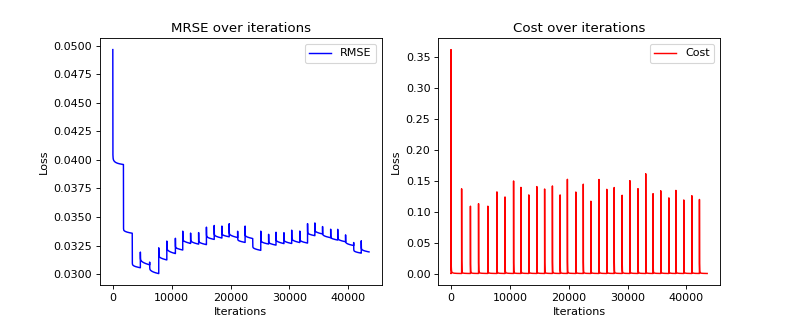 MRSE over iterations
RMSE
0.0500
0.0475
0.0450
0.0425
0.0400
0.0375
0.0350
0.0325
0.0300
Loss
0 10000 20000 30000 40000
Iterations
Cost over iterations
Cost
0.35
0.30
0.25
0.20
0.15
0.10
0.05
0.00
Loss
0 10000 20000 30000 40000
Iterations